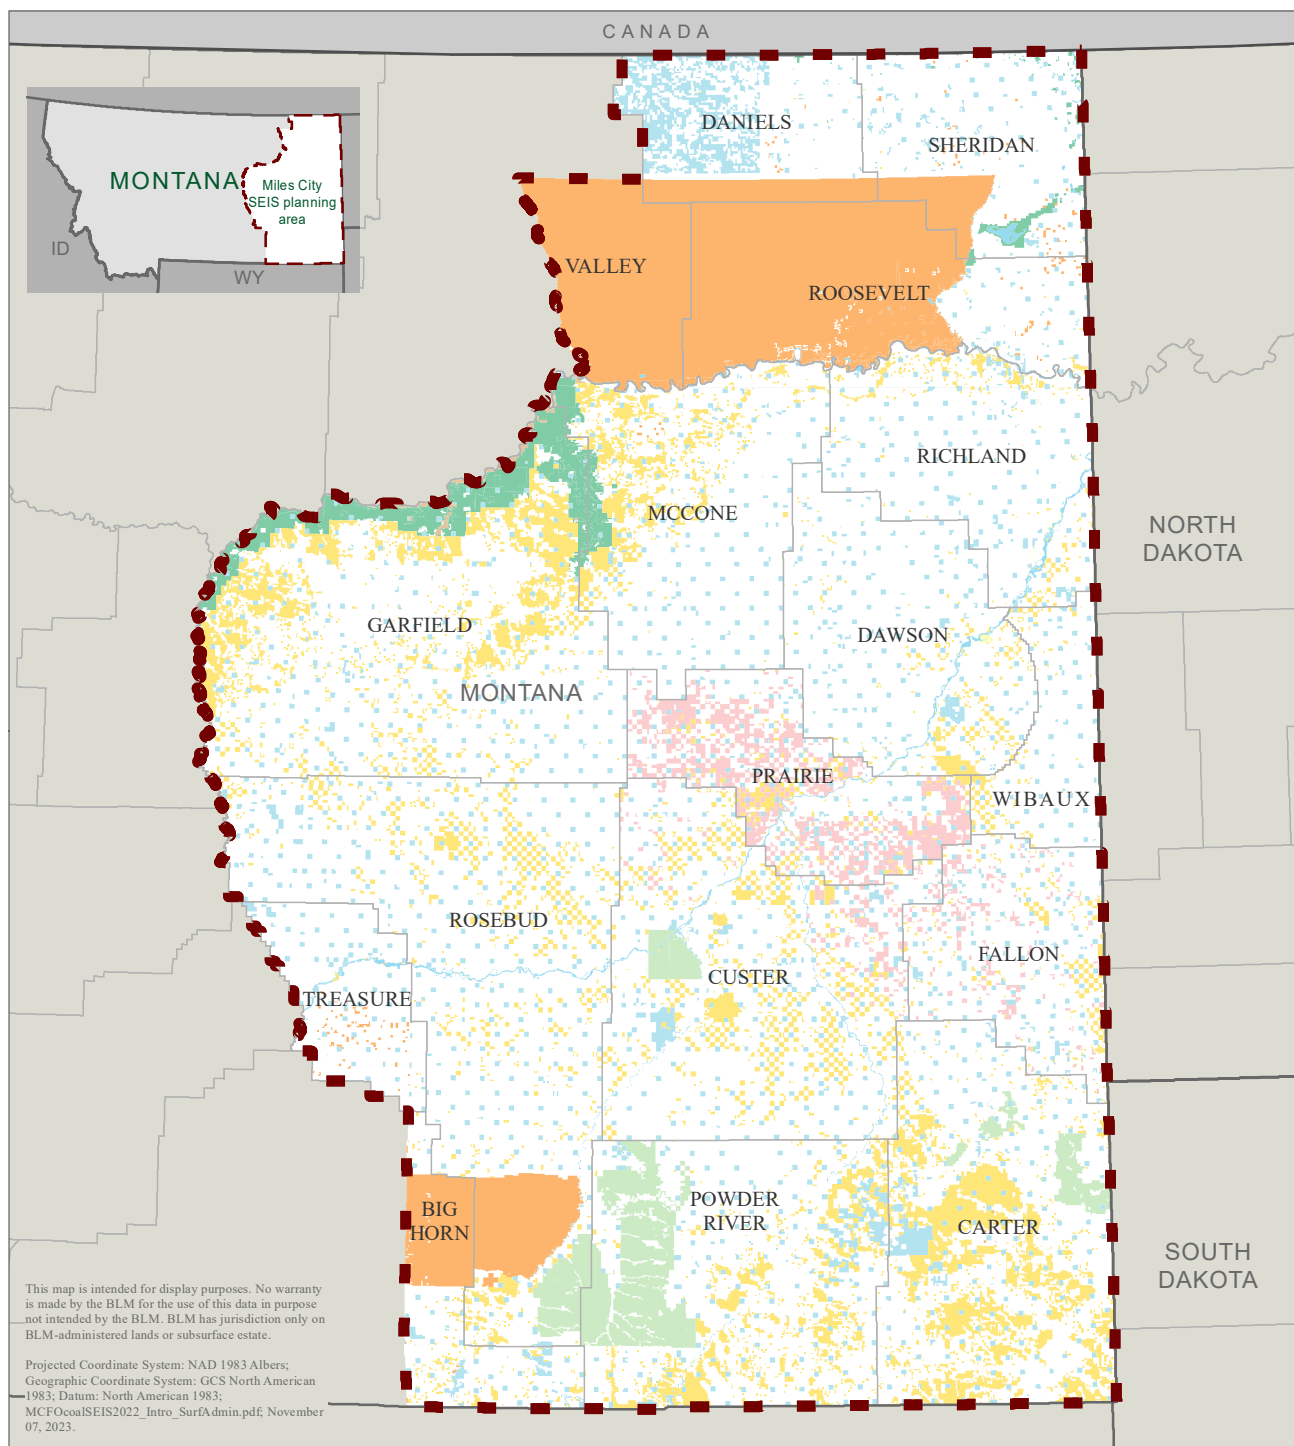 CANADA
DANIELS
SHERIDAN
MONTANA
Miles City
SEIS planning
area
ID
WY
VALLEY
ROOSEVELT
RICHLAND
MCCONE
NORTH
DAKOTA
GARFIELD
DAWSON
MONTANA
PRAIRIE
WIBAUX
ROSEBUD
CUSTER
FALLON
TREASURE
BIG
HORN
POWDER
RIVER
CARTER
SOUTH
DAKOTA
This map is intended for display purposes. No warranty
is made by the BLM for the use of this data in purpose
not intended by the BLM. BLM has jurisdiction only on
BLM-administered lands or subsurface estate.
Projected Coordinate System: NAD 1983 Albers;
Geographic Coordinate System: GCS North American
1983; Datum: North American 1983;
MCFOcoalSEIS2022_Intro_SurfAdmin.pdf; November
07, 2023.